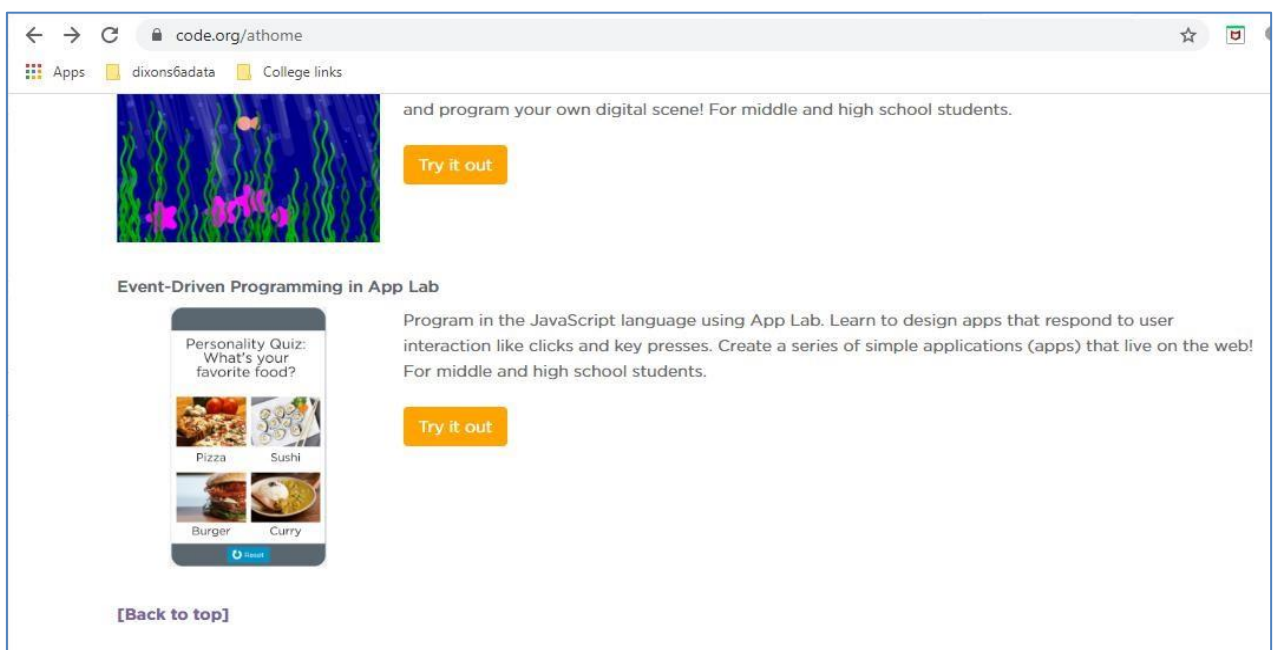 code.org/athome
Apps dixons6adata College links
and program your own digital scene! For middle and high school students.
Try it out
Event-Driven Programming in App Lab
Personality Quiz:
What's your
favorite food?
Pizza Sushi
Burger Curry
Reset
Program in the JavaScript language using App Lab. Learn to design apps that respond to user
interaction like clicks and key presses. Create a series of simple applications (apps) that live on the web!
For middle and high school students.
Try it out
[Back to top]